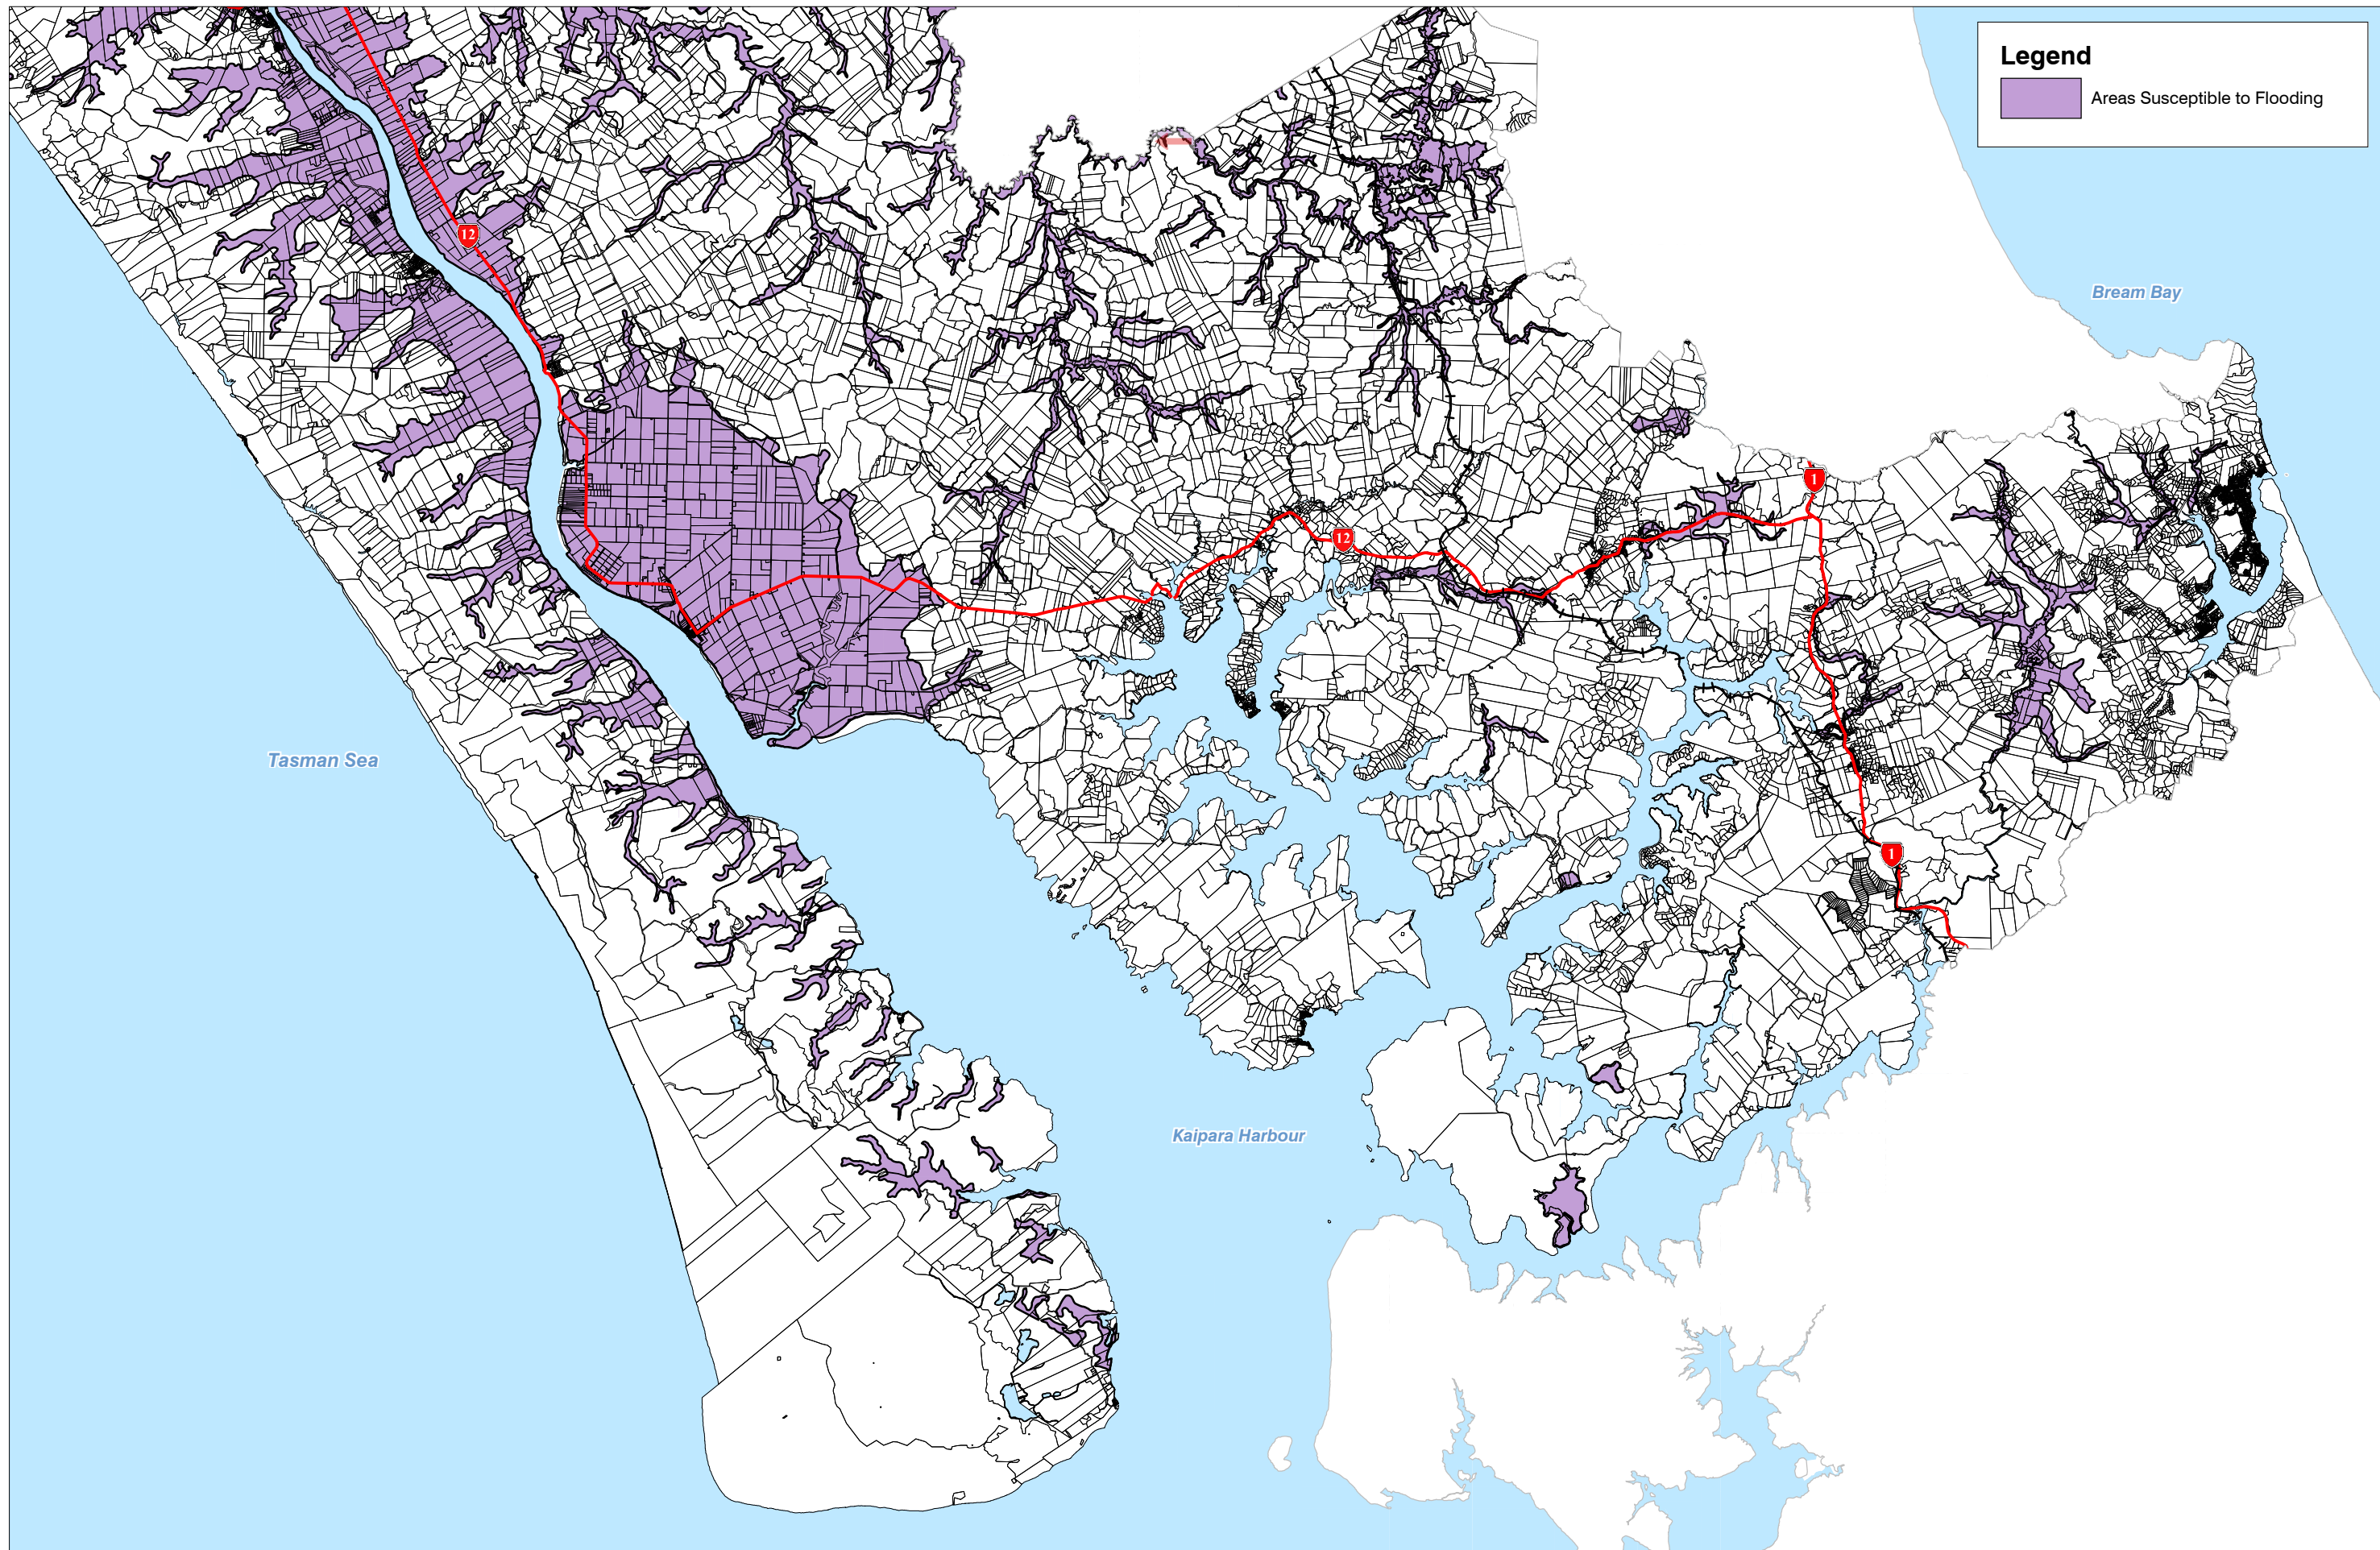 Legend
Areas Susceptible to Flooding
12
Bream Bay
1
12
Tasman Sea
1
Kaipara Harbour